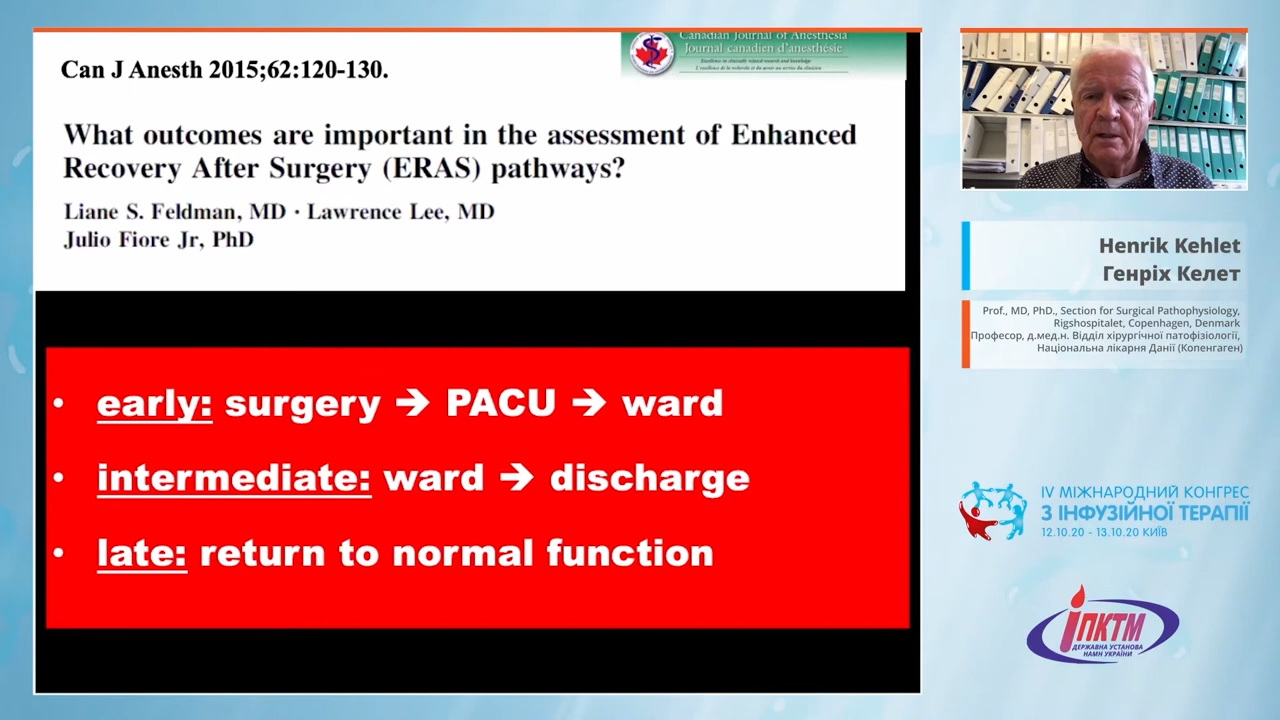 Can J Anesth 2015;62:120-130.
Canadian Journal of Anesthesia
Journal canadien d'anesthésie
What outcomes are important in the assessment of Enhanced
Recovery After Surgery (ERAS) pathways?
Liane S. Feldman, MD · Lawrence Lee, MD
Julio Fiore Jr, PhD
• early: surgery ➔ PACU ➔ ward
• intermediate: ward ➔ discharge
• late: return to normal function
Henrik Kehlet
Генріх Келет
Prof., MD, PhD., Section for Surgical Pathophysiology,
Rigshospitalet, Copenhagen, Denmark
Професор, д.мед.н. Відділ хірургічної патофізіології,
Національна лікарня Данії (Копенгаген)
IV МІЖНАРОДНИЙ КОНГРЕС
З ІНФУЗІЙНОЇ ТЕРАПІЇ
12.10.20 - 13.10.20 КИЇВ
ІПКТМ
ДЕРЖАВНА УСТАНОВА
НАМН УКРАЇНИ